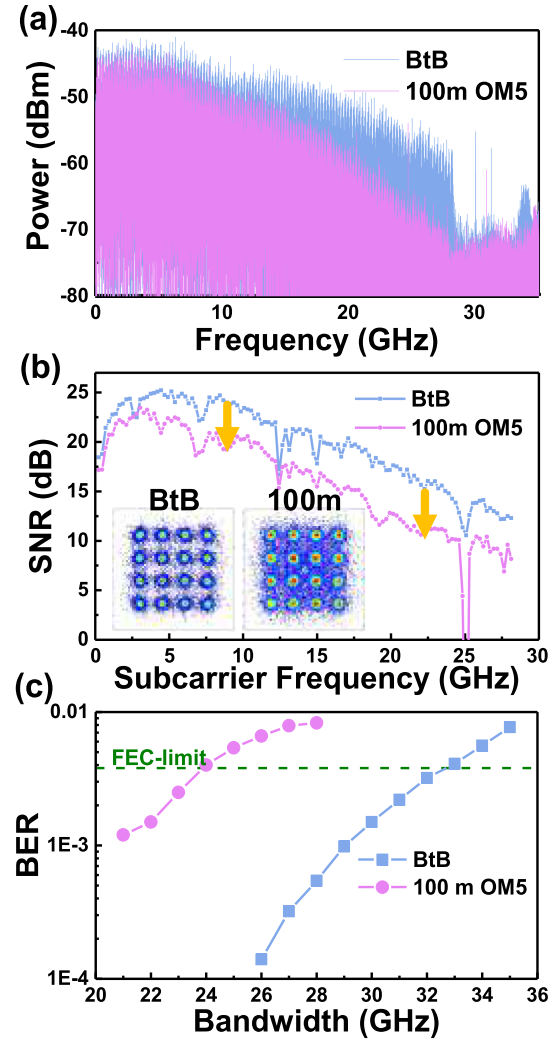 (a)
-40
-50
-60
-70
-80
Power (dBm)
BtB
100m OM5
0 10 20 30
Frequency (GHz)
(b)
25
20
15
10
5
0
SNR (dB)
BtB
100m OM5
BtB 100m
0 5 10 15 20 25 30
Subcarrier Frequency (GHz)
(c)
0.01
1E-3
1E-4
BER
FEC-limit
BtB
100 m OM5
20 22 24 26 28 30 32 34 36
Bandwidth (GHz)